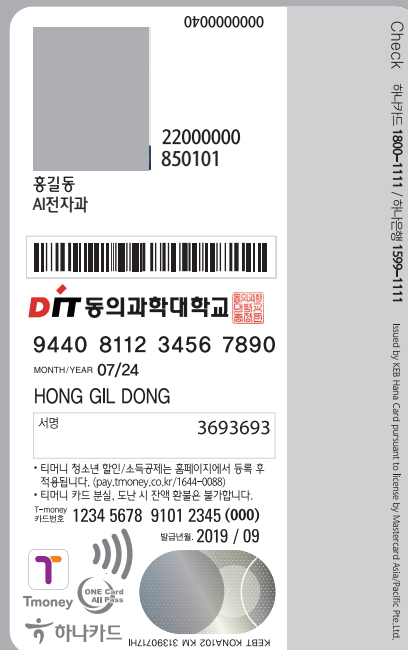 0000000040
22000000
850101
홍길동
AI전자과
DIT 동의과학대학교
9440 8112 3456 7890
MONTH/YEAR 07/24
HONG GIL DONG
서명 3693693
• 티머니 청소년 할인/소득공제는 홈페이지에서 등록 후
적용됩니다. (pay.tmoney.co.kr/1644-0088)
• 티머니 카드 분실, 도난 시 잔액 환불은 불가합니다.
T-money
카드번호 1234 5678 9101 2345 (000)
발급년월. 2019 / 09
Tmoney
ONE Card
All Pass
하나카드
KEBT KONA102 KM 31390717HI
Check 하나카드 1800-1111 / 하나은행 1599-1111 Issued by KEB Hana Card pursuant to license by Mastercard Asia/Pacific Pte.Ltd.